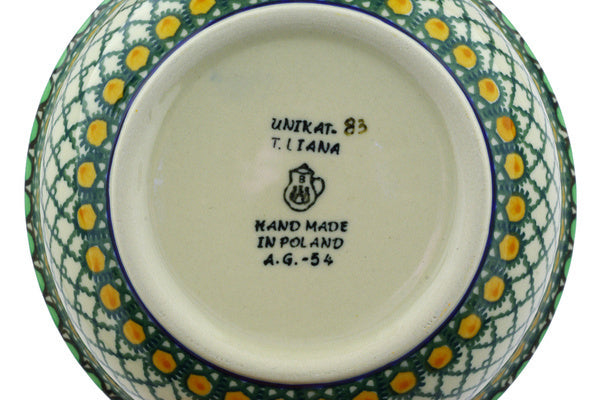 UNIKAT- 83
T. LIANA
B
HAND MADE
IN POLAND
A.G.-54